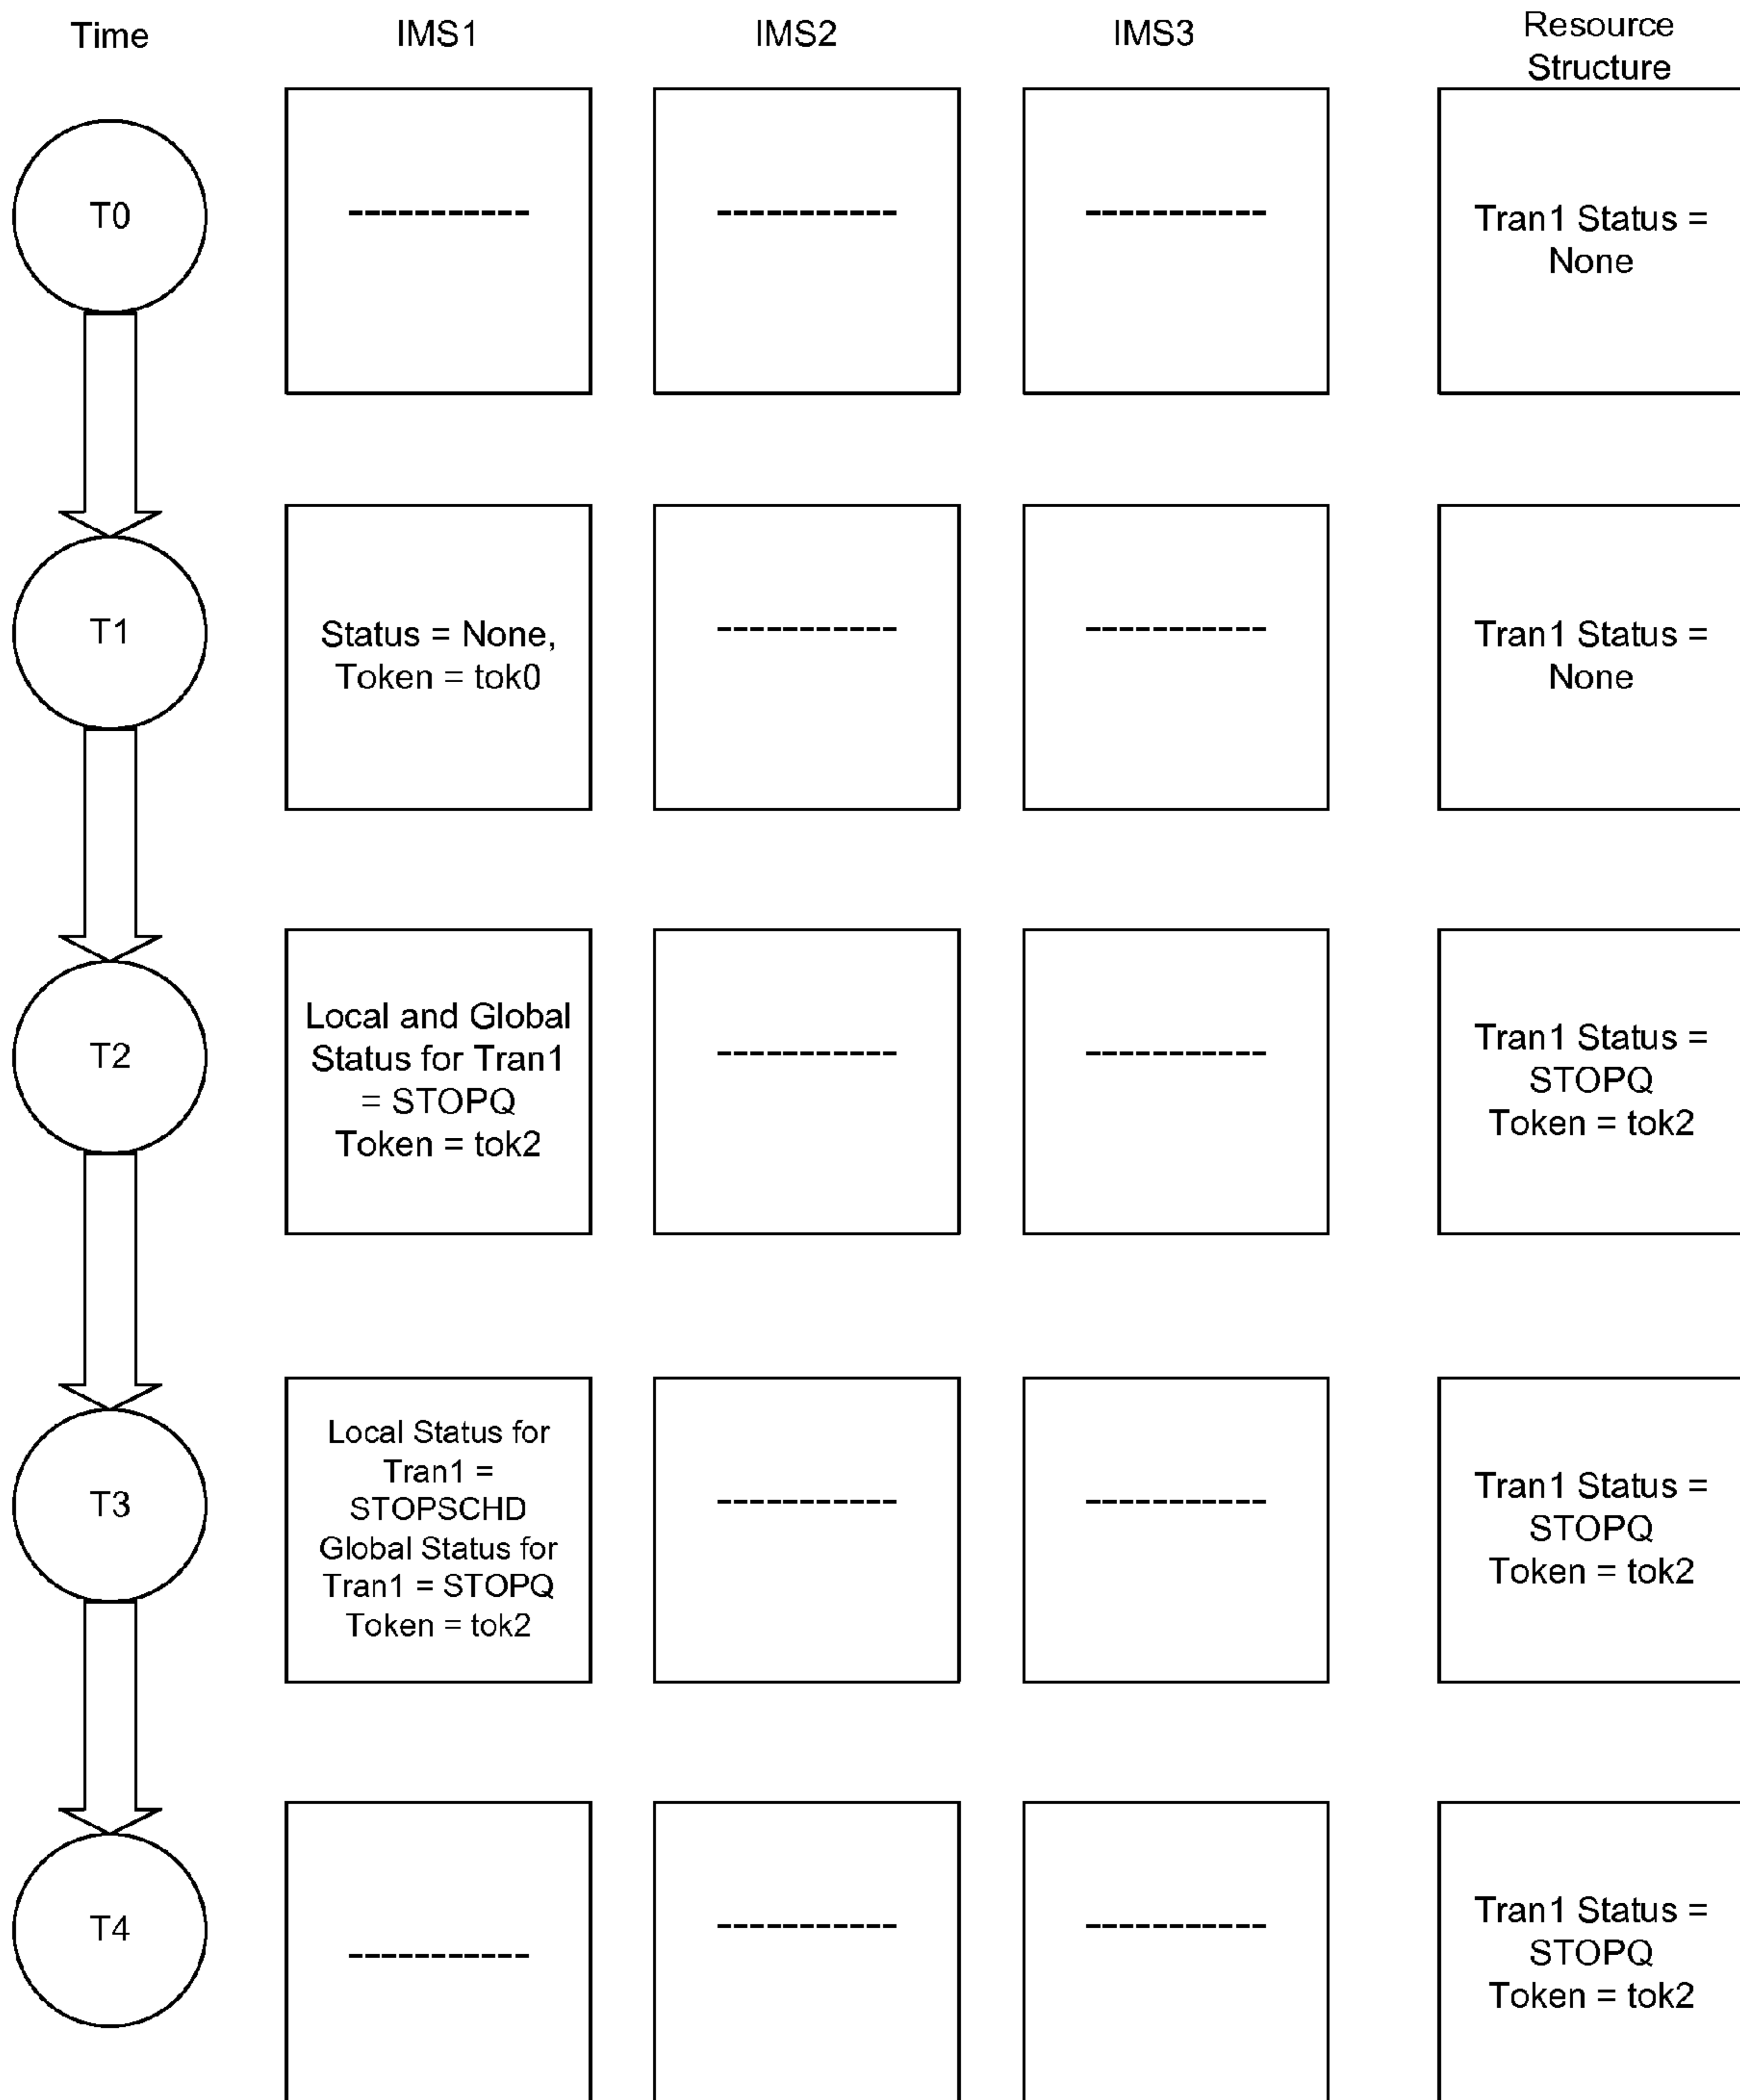 Time
IMS1
IMS2
IMS3
Resource
Structure
T0
-----------
-----------
-----------
Tran1 Status =
None
T1
Status = None,
Token = tok0
-----------
-----------
Tran1 Status =
None
T2
Local and Global
Status for Tran1
= STOPQ
Token = tok2
-----------
-----------
Tran1 Status =
STOPQ
Token = tok2
T3
Local Status for
Tran1 =
STOPSCHD
Global Status for
Tran1 = STOPQ
Token = tok2
-----------
-----------
Tran1 Status =
STOPQ
Token = tok2
T4
-----------
-----------
-----------
Tran1 Status =
STOPQ
Token = tok2